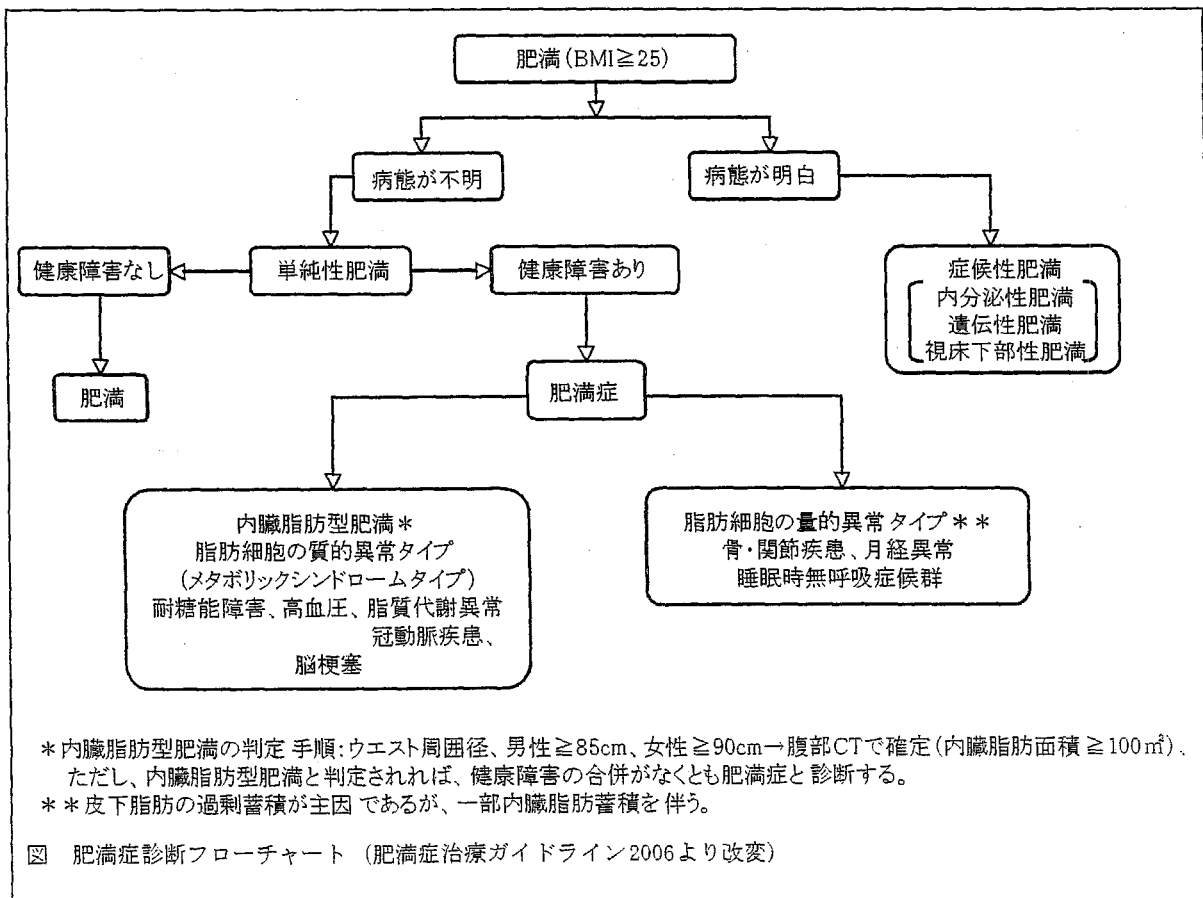 肥満(BMI≧25)
病態が不明
病態が明白
健康障害なし
単純性肥満
健康障害あり
症候性肥満
内分泌性肥満
遺伝性肥満
視床下部性肥満
肥満
肥満症
内臓脂肪型肥満＊
脂肪細胞の質的異常タイプ
(メタボリックシンドロームタイプ)
耐糖能障害、高血圧、脂質代謝異常
冠動脈疾患、
脳梗塞
脂肪細胞の量的異常タイプ＊＊
骨・関節疾患、月経異常
睡眠時無呼吸症候群
＊内臓脂肪型肥満の判定 手順:ウエスト周囲径、男性≧85cm、女性≧90cm→腹部CTで確定(内臓脂肪面積≧100㎡)、
ただし、内臓脂肪型肥満と判定されれば、健康障害の合併がなくとも肥満症と診断する。
＊＊皮下脂肪の過剰蓄積が主因 であるが、一部内臓脂肪蓄積を伴う。
図 肥満症診断フローチャート (肥満症治療ガイドライン2006より改変)